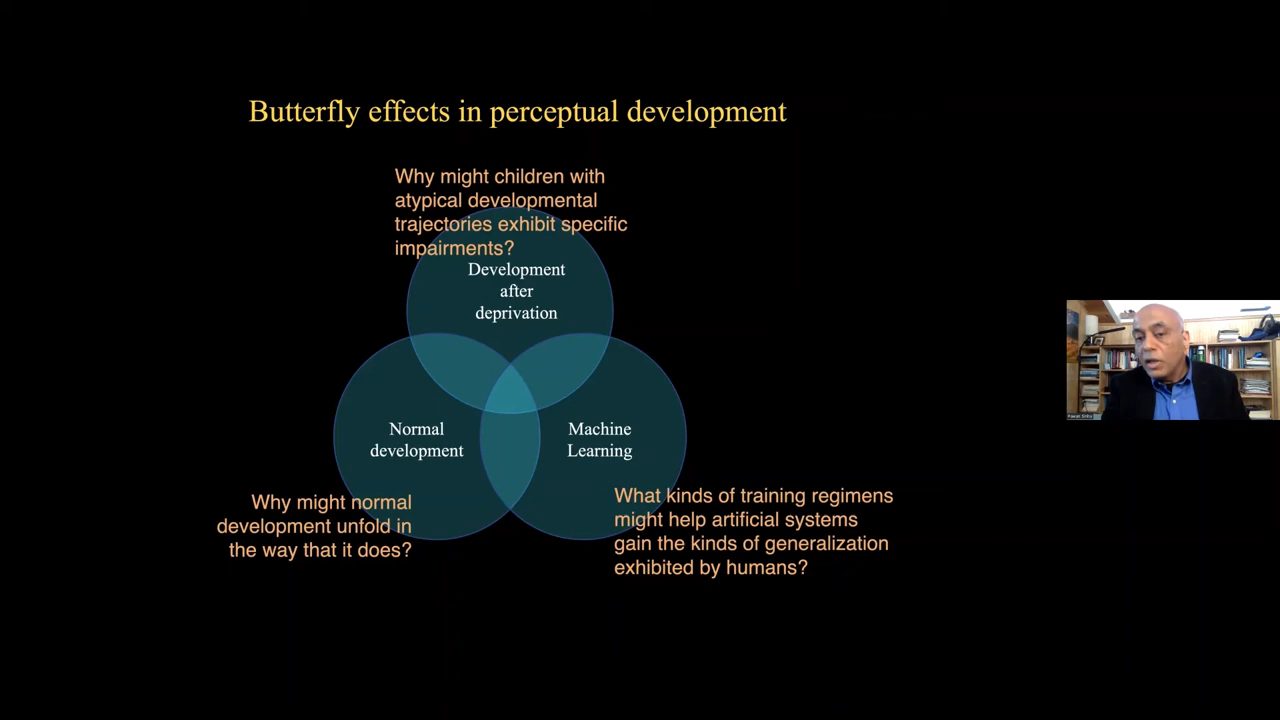 Butterfly effects in perceptual development
Why might children with
atypical developmental
trajectories exhibit specific
impairments?
Development
after
deprivation
Normal
development
Machine
Learning
Why might normal
development unfold in
the way that it does?
What kinds of training regimens
might help artificial systems
gain the kinds of generalization
exhibited by humans?